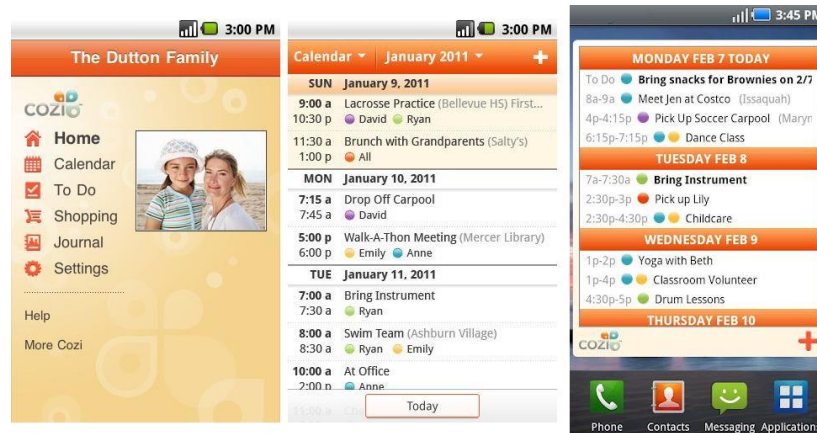 3:00 PM
The Dutton Family
COZI
Home
Calendar
To Do
Shopping
Journal
Settings
Help
More Cozi
3:00 PM
Calendar January 2011 +
SUN January 9, 2011
9:00 a Lacrosse Practice (Bellevue HS) First...
10:30 p David Ryan
11:30 a Brunch with Grandparents (Salty's)
1:00 p All
MON January 10, 2011
7:15 a Drop Off Carpool
7:45 a David
5:00 p Walk-A-Thon Meeting (Mercer Library)
6:00 p Emily Anne
TUE January 11, 2011
7:00 a Bring Instrument
7:30 a Ryan
8:00 a Swim Team (Ashburn Village)
8:30 a Ryan Emily
10:00 a At Office
2:00 p Anne
11:00 a
Today
3:45 PM
MONDAY FEB 7 TODAY
To Do Bring snacks for Brownies on 2/7
8a-9a Meet Jen at Costco (Issaquah)
4p-4:15p Pick Up Soccer Carpool (Marym
6:15p-7:15p Dance Class
TUESDAY FEB 8
7a-7:30a Bring Instrument
2:30p-3p Pick up Lily
2:30p-4:30p Childcare
WEDNESDAY FEB 9
1p-2p Yoga with Beth
1p-4p Classroom Volunteer
4:30p-5p Drum Lessons
THURSDAY FEB 10
COZI +
Phone Contacts Messaging Applications